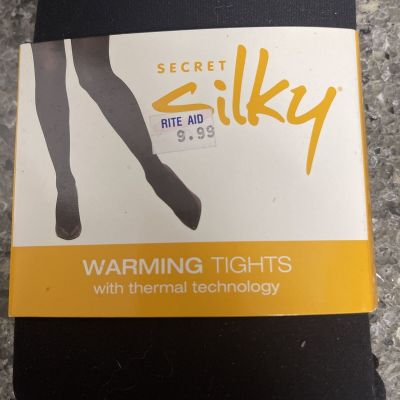 SECRET
Silky®
RITE AID
9.99
WARMING TIGHTS
with thermal technology